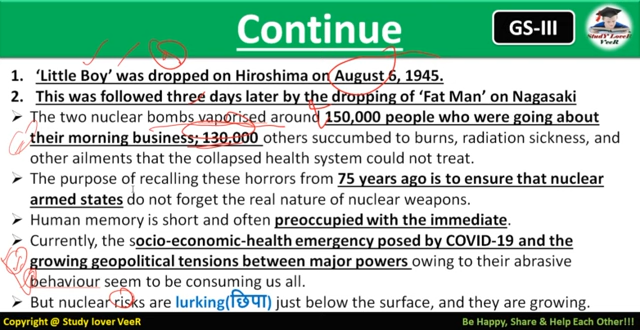 Continue
GS-III
StudY LoveR
VeeR
1. 'Little Boy' was dropped on Hiroshima on August 6, 1945.
2. This was followed three days later by the dropping of 'Fat Man' on Nagasaki
➢ The two nuclear bombs vaporised around 150,000 people who were going about
their morning business; 130,000 others succumbed to burns, radiation sickness, and
other ailments that the collapsed health system could not treat.
➢ The purpose of recalling these horrors from 75 years ago is to ensure that nuclear
armed states do not forget the real nature of nuclear weapons.
➢ Human memory is short and often preoccupied with the immediate.
➢ Currently, the socio-economic-health emergency posed by COVID-19 and the
growing geopolitical tensions between major powers owing to their abrasive
behaviour seem to be consuming us all.
➢ But nuclear risks are lurking(छिपा) just below the surface, and they are growing.
Copyright @ Study lover VeeR
Be Happy, Share & Help Each Other!!!